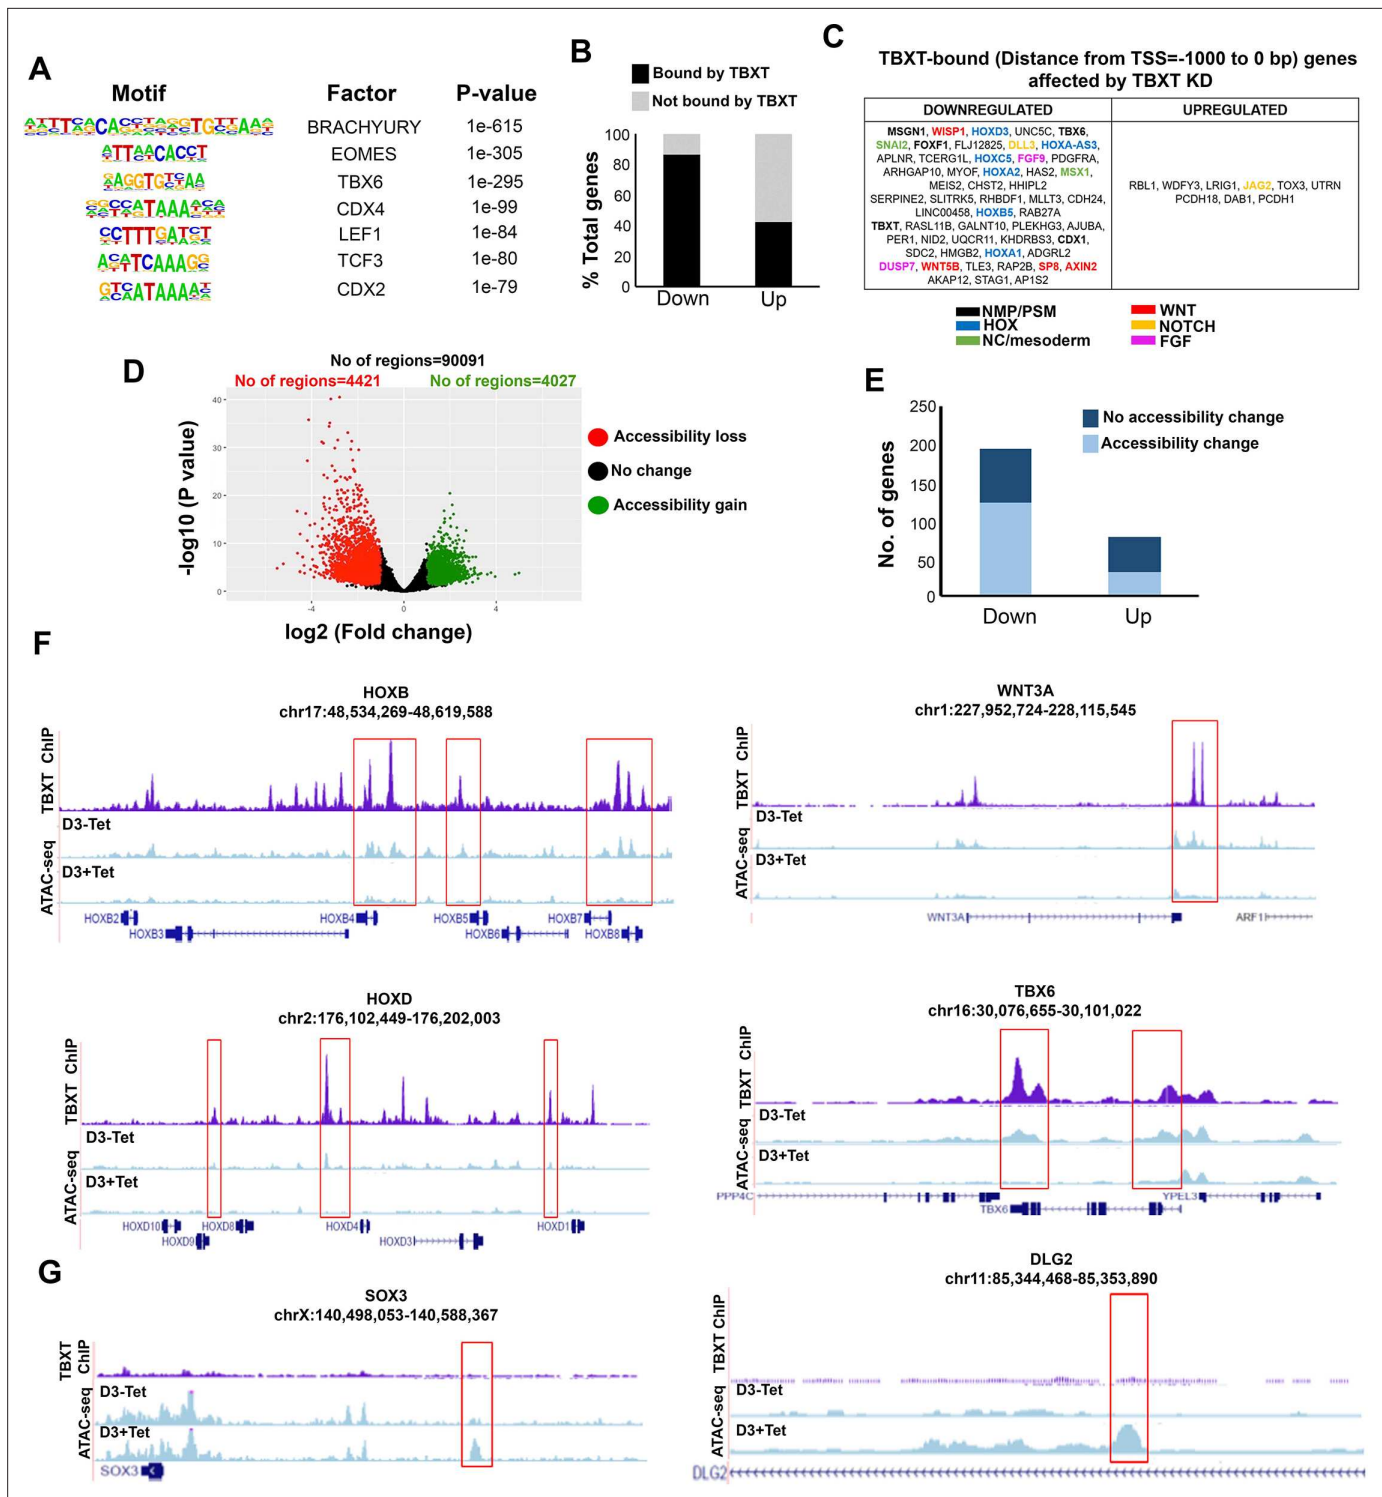 A
Motif Factor P-value
BRACHYURY 1e-615
EOMES 1e-305
TBX6 1e-295
CDX4 1e-99
LEF1 1e-84
TCF3 1e-80
CDX2 1e-79
B
Bound by TBXT
Not bound by TBXT
% Total genes
100
80
60
40
20
0
Down Up
C
TBXT-bound (Distance from TSS=-1000 to 0 bp) genes
affected by TBXT KD
DOWNREGULATED
MSGN1, WISP1, HOXD3, UNC5C, TBX6,
SNAI2, FOXF1, FLJ12825, DLL3, HOXA-AS3,
APLNR, TCERG1L, HOXC5, FGF9, PDGFRA,
ARHGAP10, MYOF, HOXA2, HAS2, MSX1,
MEIS2, CHST2, HHIPL2
SERPINE2, SLITRK5, RHBDF1, MLLT3, CDH24,
LINC00458, HOXB5, RAB27A
TBXT, RASL11B, GALNT10, PLEKHG3, AJUBA,
PER1, NID2, UQCR11, KHDRBS3, CDX1,
SDC2, HMGB2, HOXA1, ADGRL2
DUSP7, WNT5B, TLE3, RAP2B, SP8, AXIN2
AKAP12, STAG1, AP1S2
UPREGULATED
RBL1, WDFY3, LRIG1, JAG2, TOX3, UTRN
PCDH18, DAB1, PCDH1
NMP/PSM
HOX
NC/mesoderm
WNT
NOTCH
FGF
D
No of regions=90091
No of regions=4421 No of regions=4027
-log10 (P value)
40
30
20
10
0
-4 0 4
log2 (Fold change)
Accessibility loss
No change
Accessibility gain
E
No accessibility change
Accessibility change
No. of genes
250
200
150
100
50
0
Down Up
F
HOXB
chr17:48,534,269-48,619,588
TBXT ChIP
D3-Tet
ATAC-seq
D3+Tet
HOXB2 HOXB4 HOXB5 HOXB7
HOXB3 HOXB6 HOXB8
WNT3A
chr1:227,952,724-228,115,545
TBXT ChIP
D3-Tet
ATAC-seq
D3+Tet
WNT3A ARF1
HOXD
chr2:176,102,449-176,202,003
TBXT ChIP
D3-Tet
ATAC-seq
D3+Tet
HOXD10 HOXD8 HOXD4 HOXD1
HOXD9 HOXD3
TBX6
chr16:30,076,655-30,101,022
TBXT ChIP
D3-Tet
ATAC-seq
D3+Tet
PPP4C YPEL3
TBX6
G
SOX3
chrX:140,498,053-140,588,367
TBXT ChIP
D3-Tet
ATAC-seq
D3+Tet
SOX3
DLG2
chr11:85,344,468-85,353,890
TBXT ChIP
D3-Tet
ATAC-seq
D3+Tet
DLG2